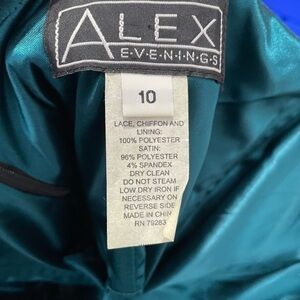 ALEX
E·V·E·N·I·N·G·S
10
LACE, CHIFFON AND
LINING:
100% POLYESTER
SATIN:
96% POLYESTER
4% SPANDEX
DRY CLEAN
DO NOT STEAM
LOW DRY IRON IF
NECESSARY ON
REVERSE SIDE
MADE IN CHIN
RN 79283